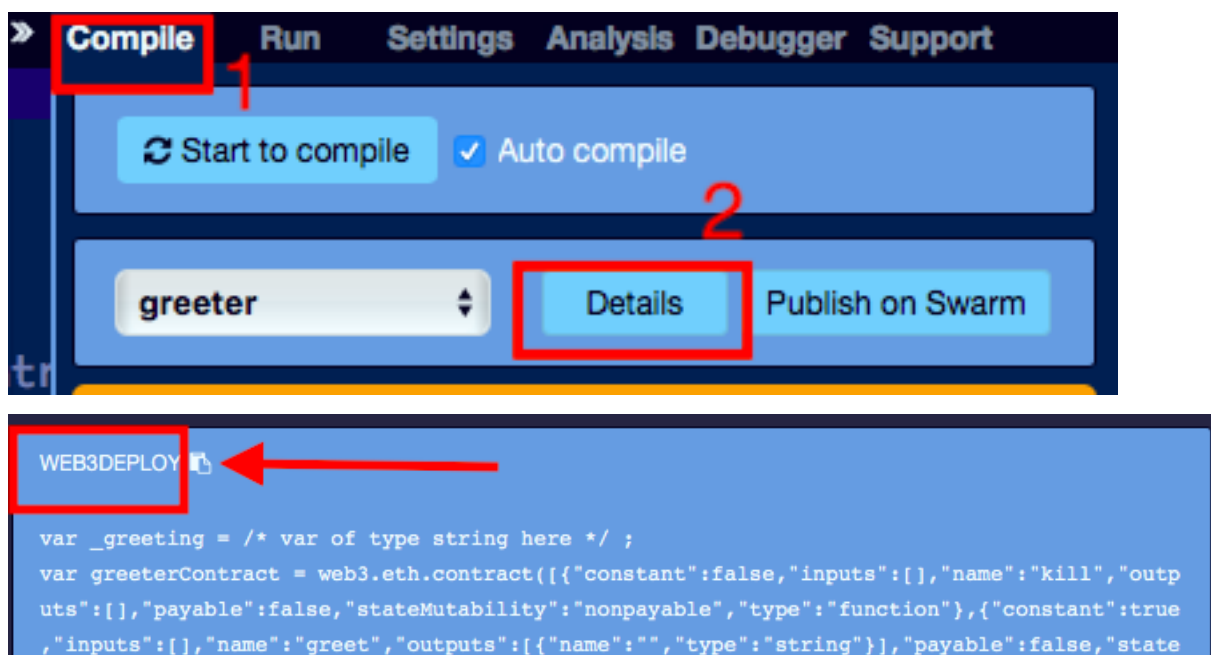 » Compile Run Settings Analysis Debugger Support
1
Start to compile Auto compile
2
greeter Details Publish on Swarm
tr
WEB3DEPLOY
var _greeting = /* var of type string here */ ;
var greeterContract = web3.eth.contract([{"constant":false,"inputs":[],"name":"kill","outp
uts":[],"payable":false,"stateMutability":"nonpayable","type":"function"},{"constant":true
,"inputs":[],"name":"greet","outputs":[{"name":"","type":"string"}],"payable":false,"state